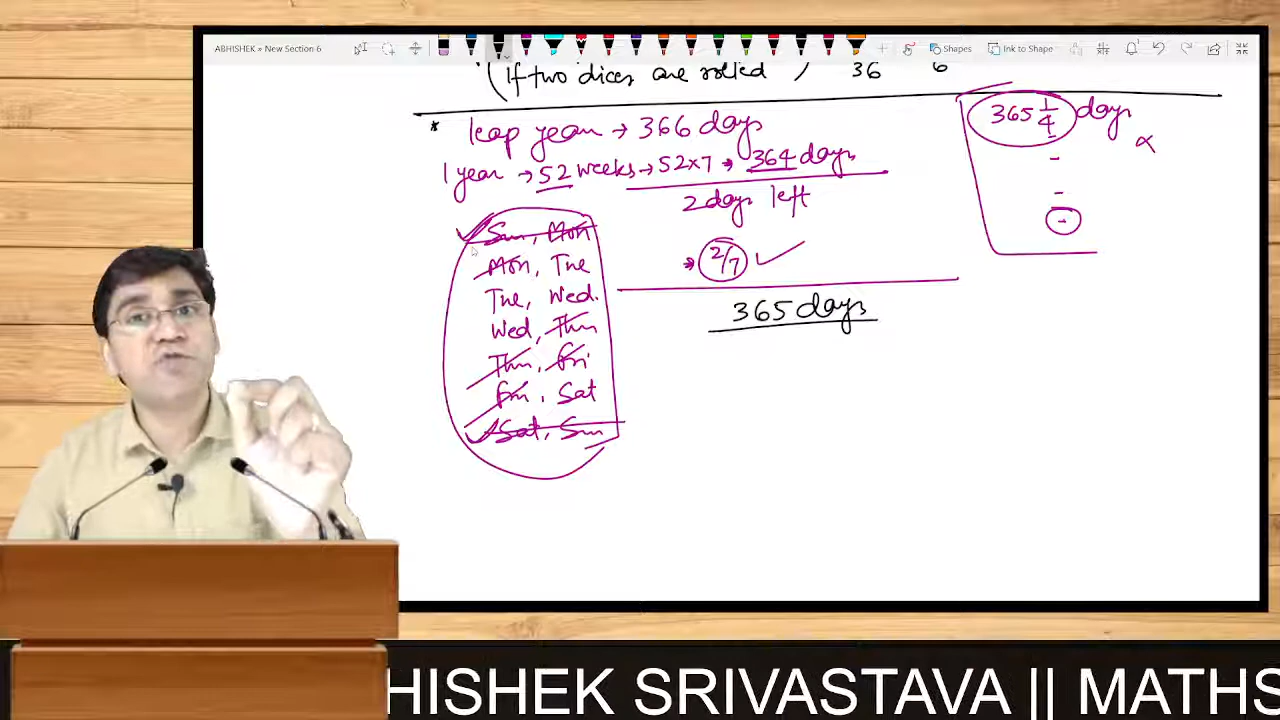 ABHISHEK » New Section 6
Shapes
Ink to Shape
(If two dices are rolled) 36 6
* leap year → 366 days
1 year → 52 weeks → 52×7 → 364 days
2 days left
365 1/4 days
Sun, Mon
Mon, Tue
Tue, Wed.
Wed, Thu
Thu, Fri
Fri, Sat
Sat, Sun
→ 2/7 ✓
365 days
HISHEK SRIVASTAVA || MATHS